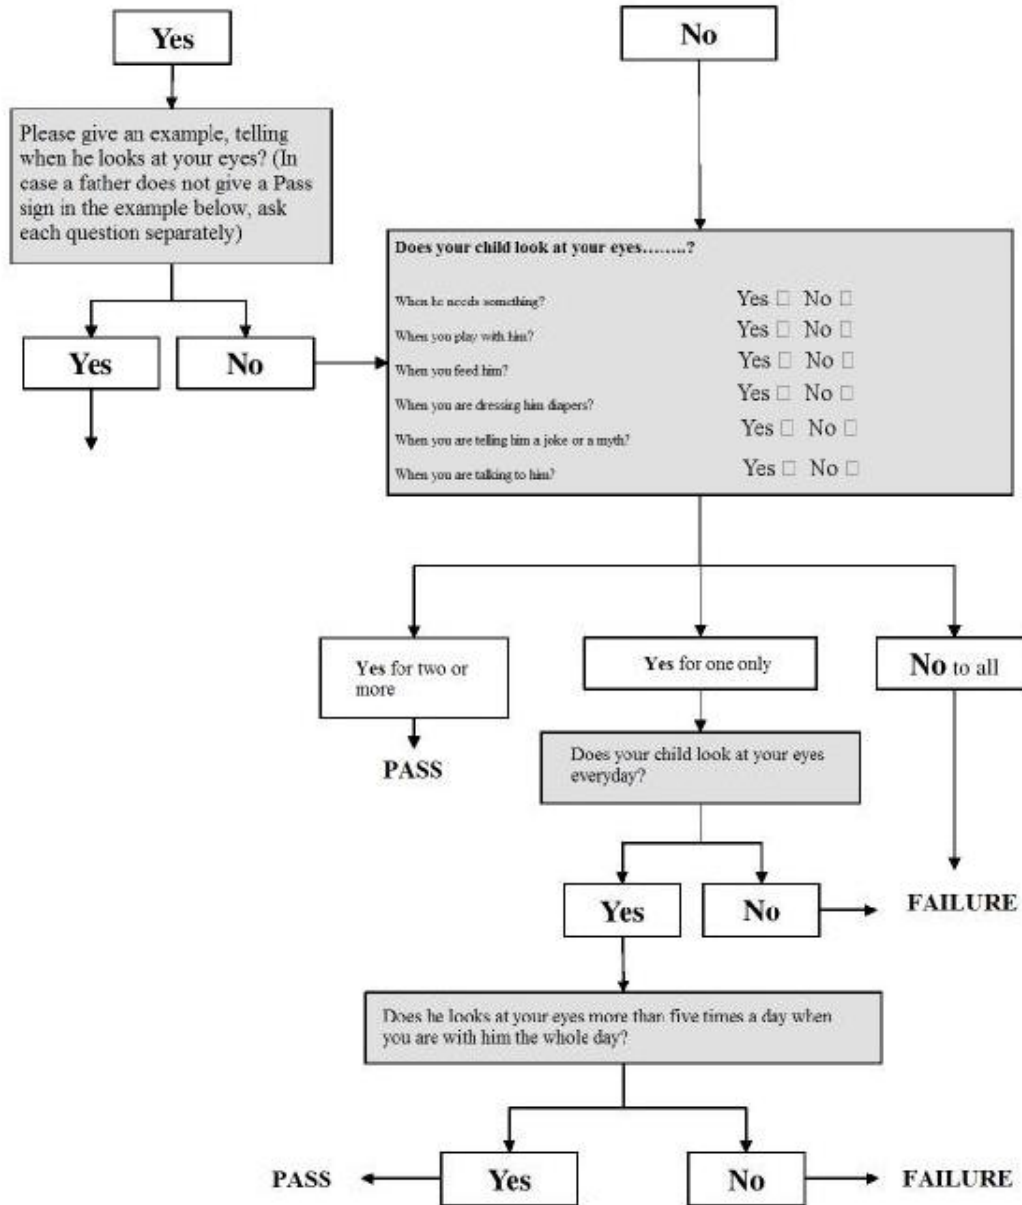 Yes
No
Please give an example, telling
when he looks at your eyes? (In
case a father does not give a Pass
sign in the example below, ask
each question separately)
Yes
No
Does your child look at your eyes……..?
When he needs something? Yes □ No □
When you play with him? Yes □ No □
When you feed him? Yes □ No □
When you are dressing him diapers? Yes □ No □
When you are telling him a joke or a myth? Yes □ No □
When you are talking to him? Yes □ No □
Yes for two or
more
Yes for one only
No to all
PASS
Does your child look at your eyes
everyday?
Yes
No
FAILURE
Does he looks at your eyes more than five times a day when
you are with him the whole day?
PASS
Yes
No
FAILURE